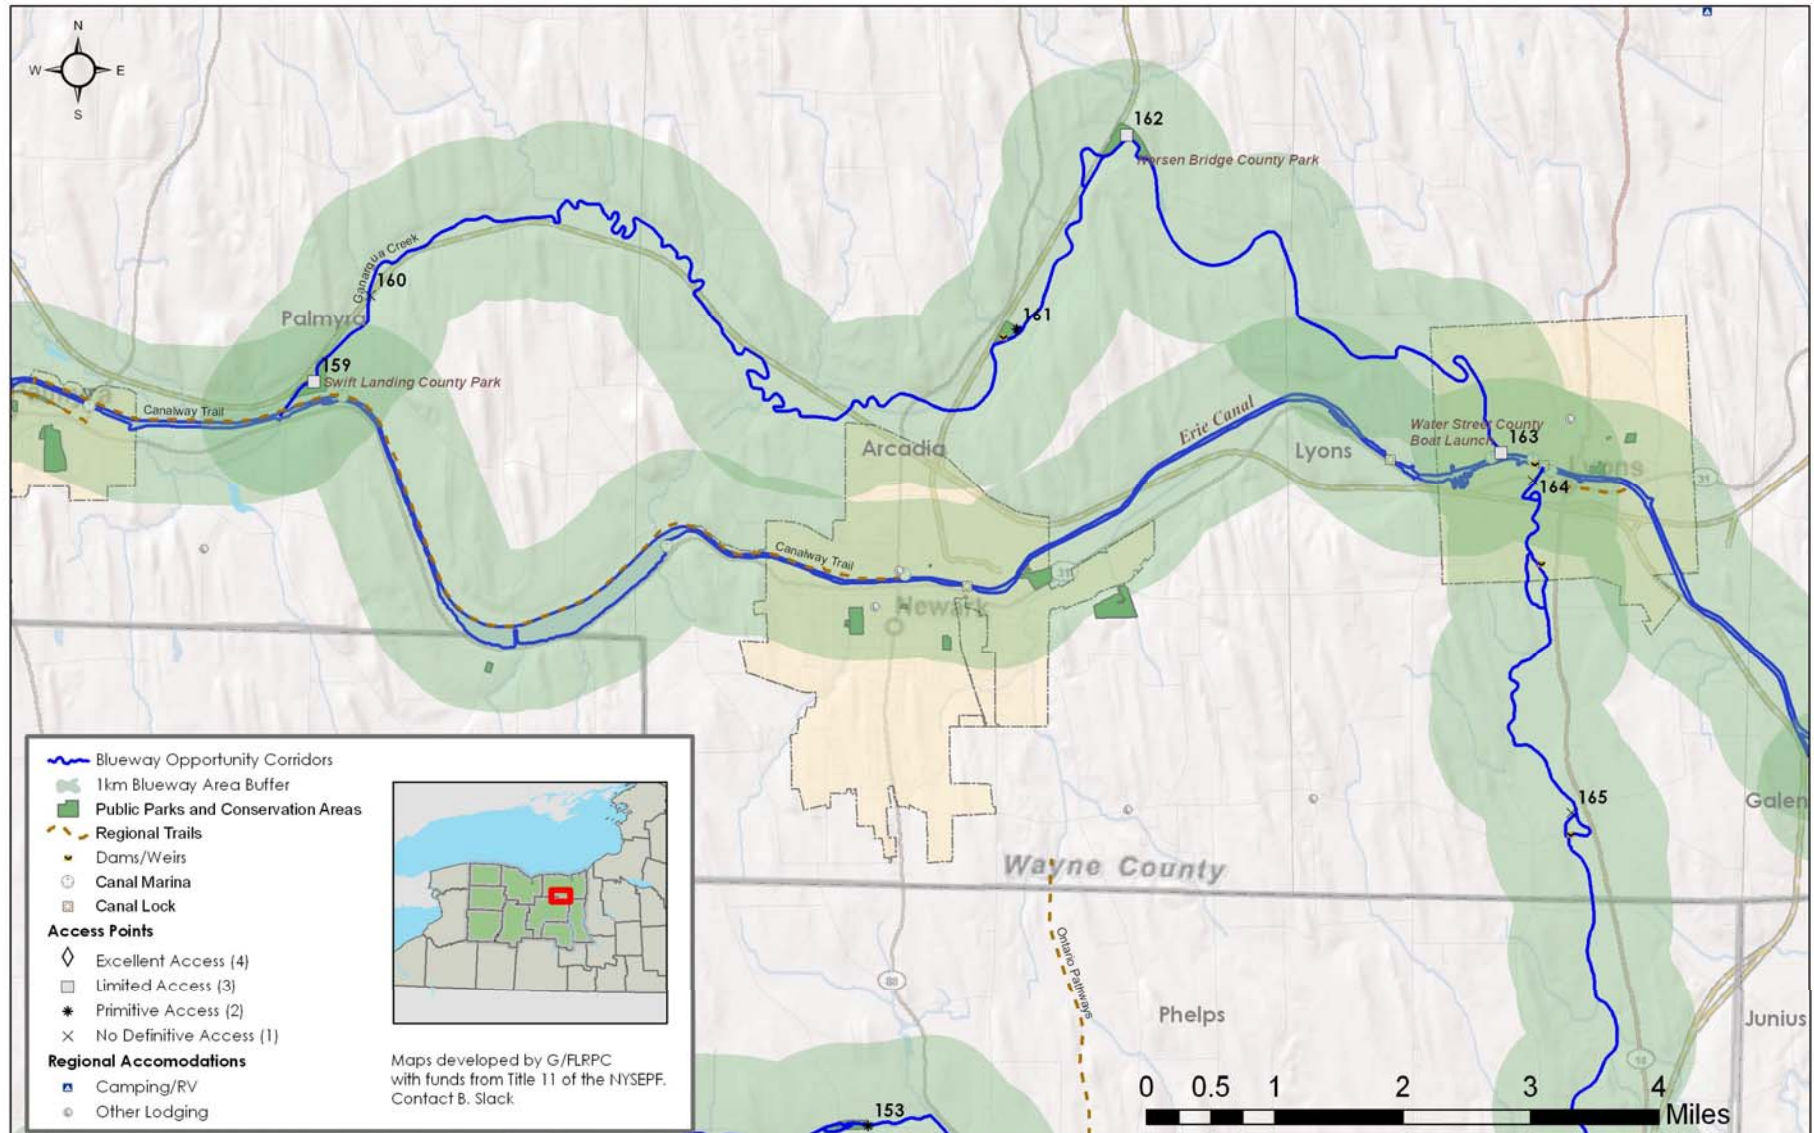 N
W E
S
162
Norsen Bridge County Park
Ganargua Creek
160
Palmyra
161
159
Swift Landing County Park
Canalway Trail
Erie Canal
Water Street County
Boat Launch
163
Arcadia
Lyons
Lyons
31
164
Canalway Trail
31
Newark
165
Galen
Wayne County
Ontario Pathways
88
Phelps
Junius
14
153
Blueway Opportunity Corridors
1km Blueway Area Buffer
Public Parks and Conservation Areas
Regional Trails
Dams/Weirs
Canal Marina
Canal Lock
Access Points
Excellent Access (4)
Limited Access (3)
Primitive Access (2)
No Definitive Access (1)
Regional Accomodations
Camping/RV
Other Lodging
Maps developed by G/FLRPC
with funds from Title 11 of the NYSEPF.
Contact B. Slack
0 0.5 1 2 3 4
Miles